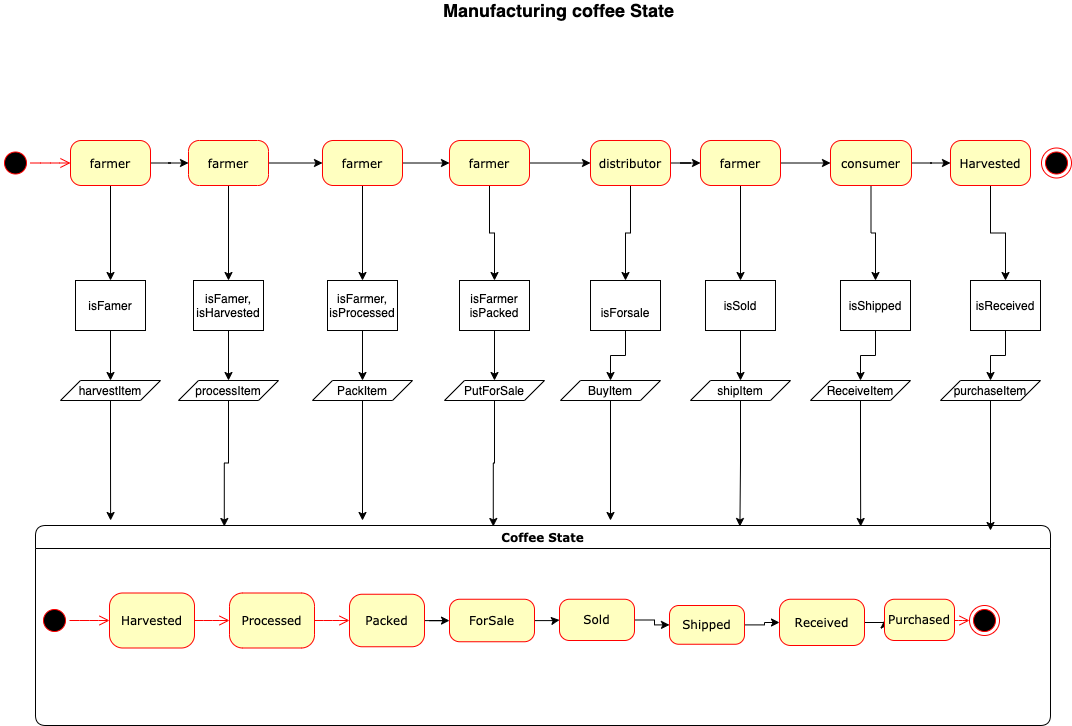 Manufacturing coffee State
farmer
farmer
farmer
farmer
distributor
farmer
consumer
Harvested
isFamer
isFamer,
isHarvested
isFarmer,
isProcessed
isFarmer
isPacked
isForsale
isSold
isShipped
isReceived
harvestItem
processItem
PackItem
PutForSale
BuyItem
shipItem
ReceiveItem
purchaseItem
Coffee State
Harvested
Processed
Packed
ForSale
Sold
Shipped
Received
Purchased